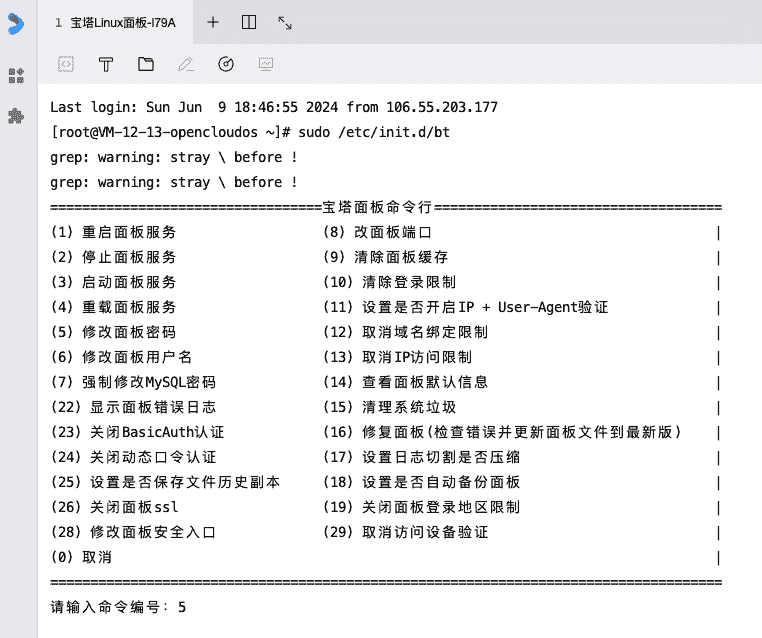 1 宝塔Linux面板-I79A
Last login: Sun Jun  9 18:46:55 2024 from 106.55.203.177
[root@VM-12-13-opencloudos ~]# sudo /etc/init.d/bt
grep: warning: stray \ before !
grep: warning: stray \ before !
==================================宝塔面板命令行====================================
(1) 重启面板服务                  (8) 改面板端口                                    |
(2) 停止面板服务                  (9) 清除面板缓存                                  |
(3) 启动面板服务                  (10) 清除登录限制                                 |
(4) 重载面板服务                  (11) 设置是否开启IP + User-Agent验证              |
(5) 修改面板密码                  (12) 取消域名绑定限制                             |
(6) 修改面板用户名                (13) 取消IP访问限制                               |
(7) 强制修改MySQL密码             (14) 查看面板默认信息                             |
(22) 显示面板错误日志             (15) 清理系统垃圾                                 |
(23) 关闭BasicAuth认证            (16) 修复面板(检查错误并更新面板文件到最新版)     |
(24) 关闭动态口令认证             (17) 设置日志切割是否压缩                         |
(25) 设置是否保存文件历史副本     (18) 设置是否自动备份面板                         |
(26) 关闭面板ssl                  (19) 关闭面板登录地区限制                         |
(28) 修改面板安全入口             (29) 取消访问设备验证                             |
(0) 取消                                                                            |
====================================================================================
请输入命令编号：5